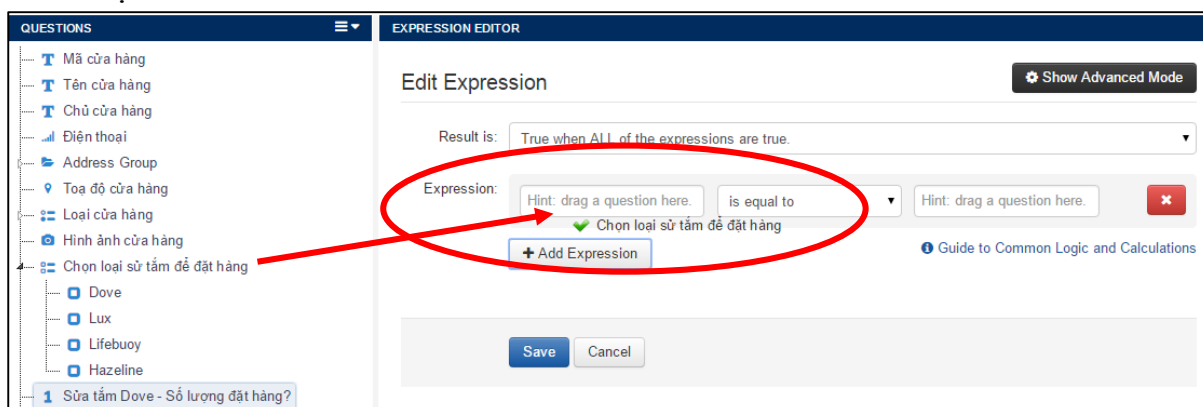 QUESTIONS
Mã cửa hàng
Tên cửa hàng
Chủ cửa hàng
Điện thoại
Address Group
Toạ độ cửa hàng
Loại cửa hàng
Hình ảnh cửa hàng
Chọn loại sử tắm để đặt hàng
Dove
Lux
Lifebuoy
Hazeline
1 Sửa tắm Dove - Số lượng đặt hàng?
EXPRESSION EDITOR
Edit Expression
Show Advanced Mode
Result is: True when ALL of the expressions are true.
Expression: Hint: drag a question here. is equal to Hint: drag a question here.
Chọn loại sử tắm để đặt hàng
+ Add Expression
Guide to Common Logic and Calculations
Save Cancel